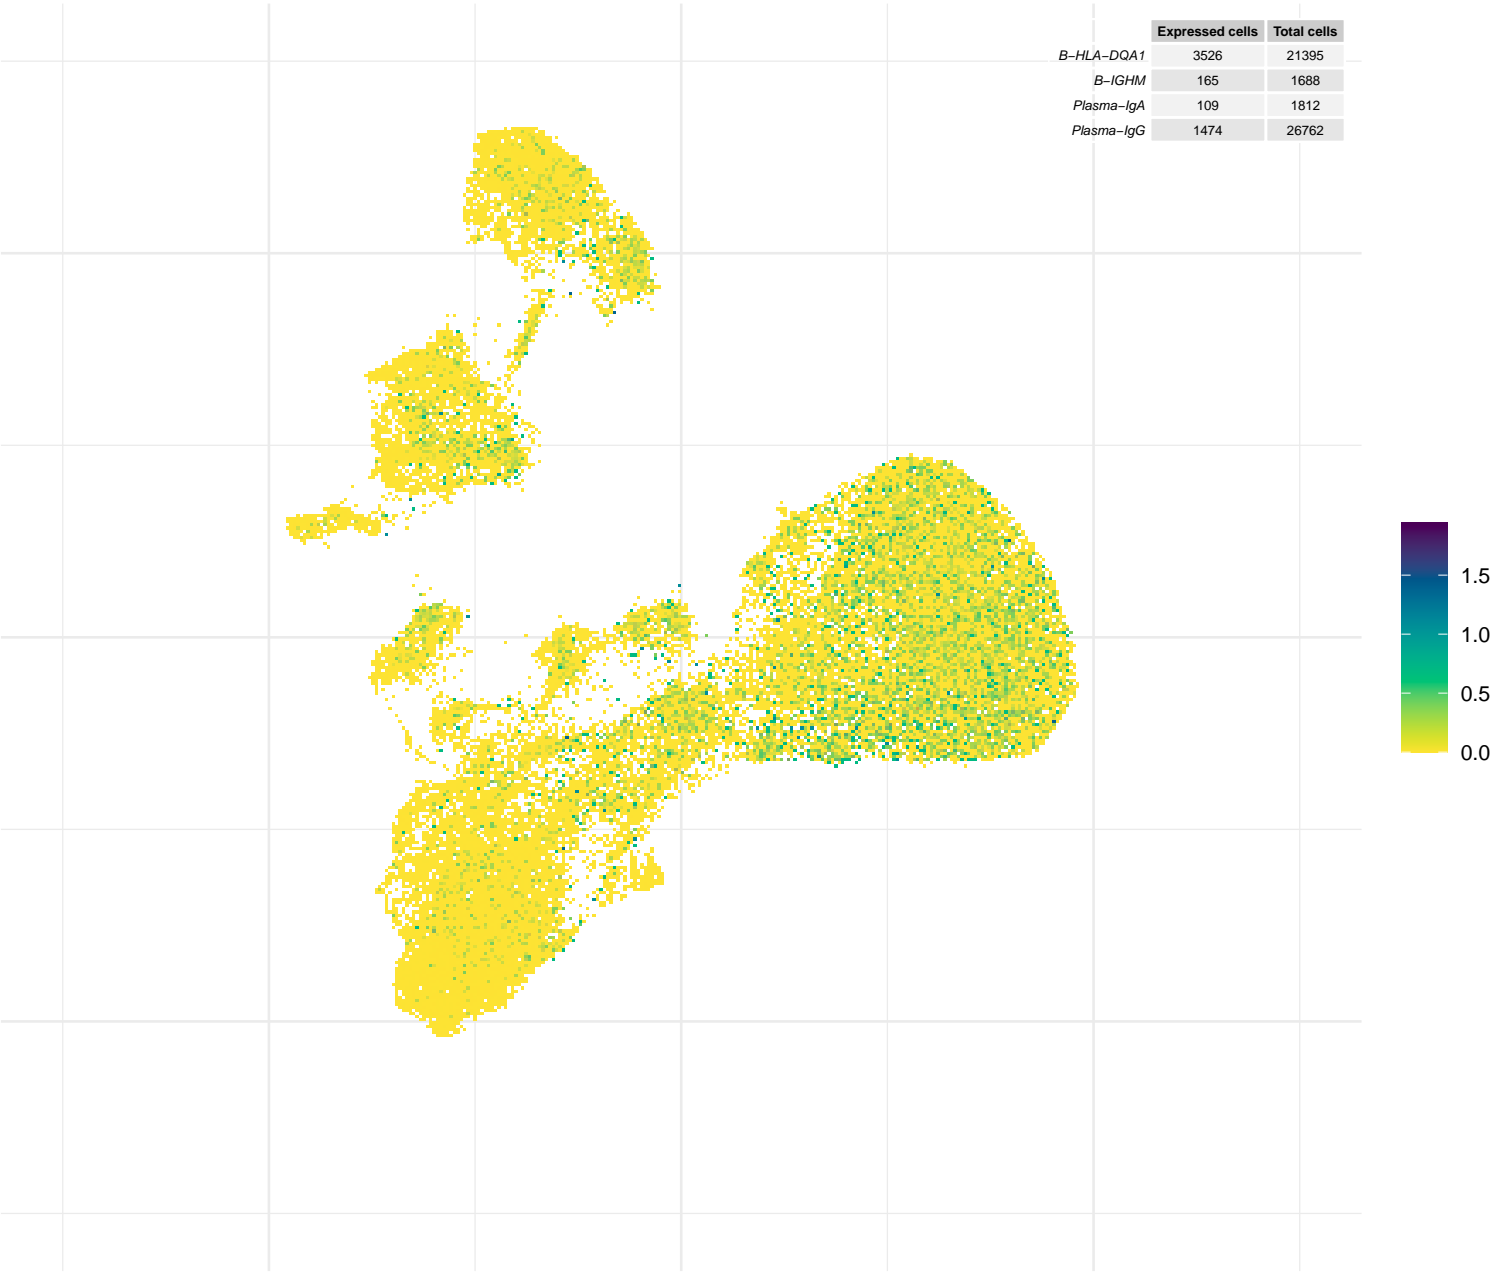 Expressed cells Total cells
B−HLA−DQA1 3526 21395
B−IGHM 165 1688
Plasma−IgA 109 1812
Plasma−IgG 1474 26762
1.5
1.0
0.5
0.0